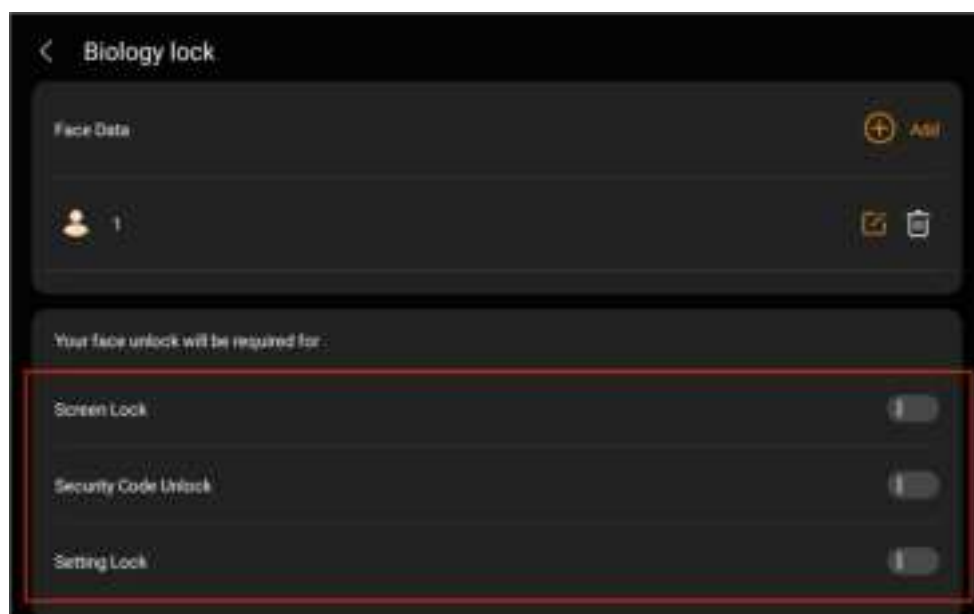 Biology lock
Face Data
Add
1
Your face unlock will be required for
Screen Lock
Security Code Unlock
Setting Lock